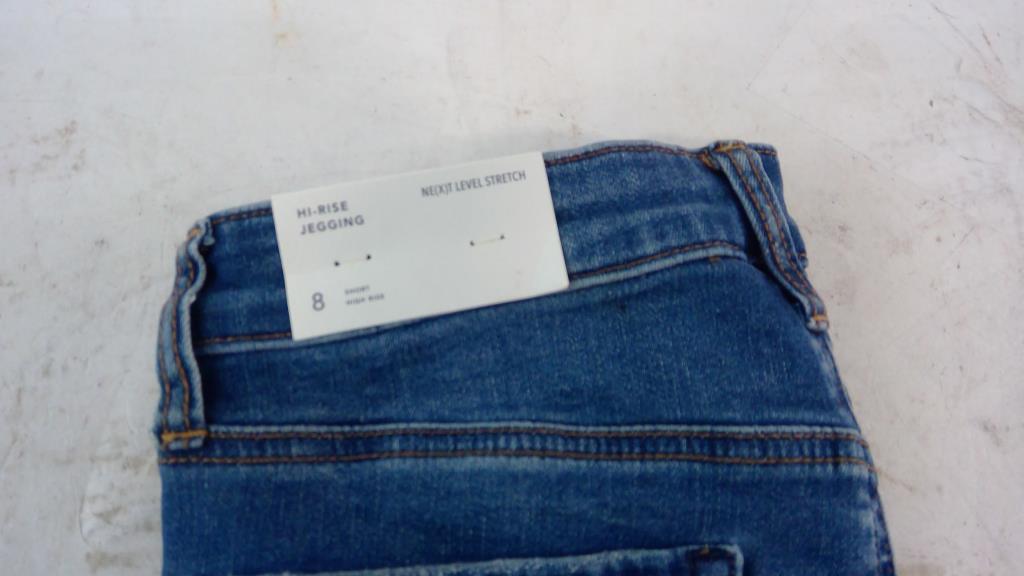 HI-RISE
JEGGING
NE(X)T LEVEL STRETCH
8
SHORT
HIGH RISE